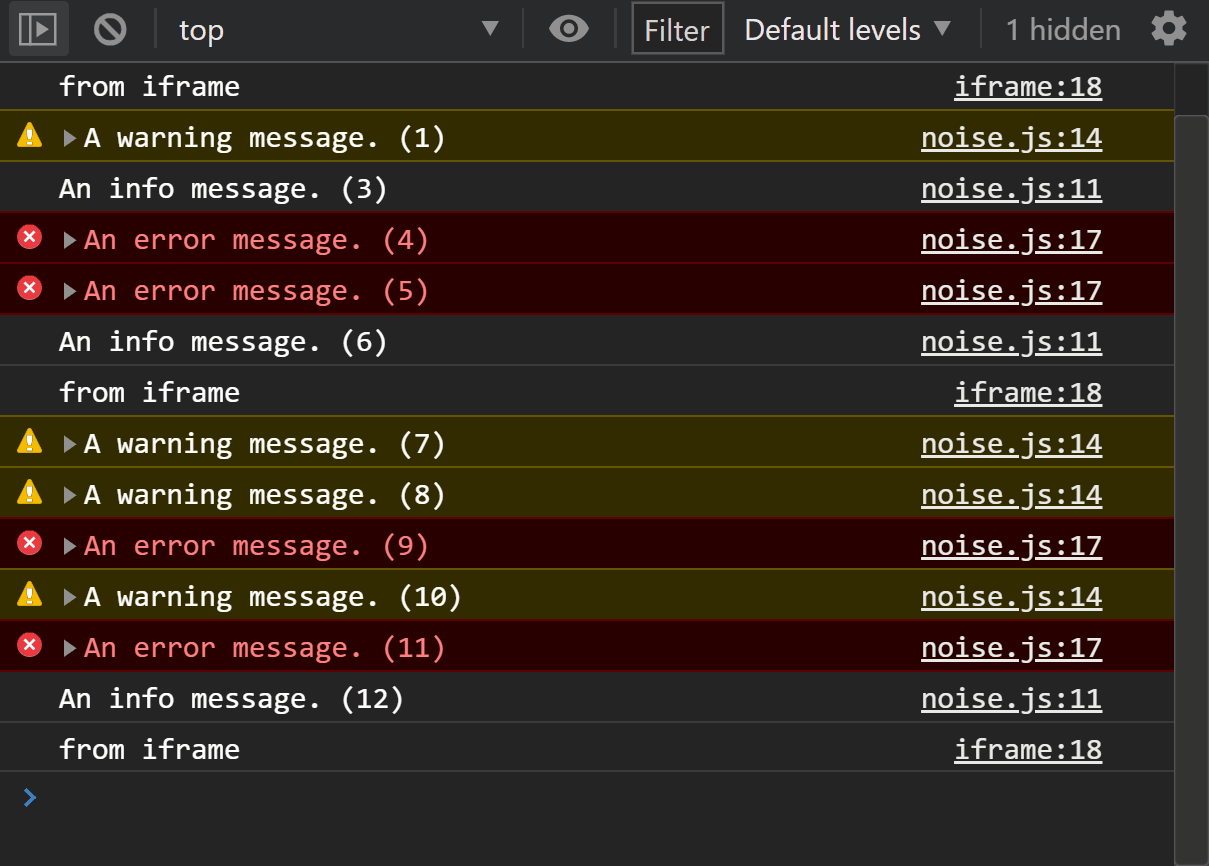 top Filter Default levels 1 hidden
from iframe iframe:18
A warning message. (1) noise.js:14
An info message. (3) noise.js:11
An error message. (4) noise.js:17
An error message. (5) noise.js:17
An info message. (6) noise.js:11
from iframe iframe:18
A warning message. (7) noise.js:14
A warning message. (8) noise.js:14
An error message. (9) noise.js:17
A warning message. (10) noise.js:14
An error message. (11) noise.js:17
An info message. (12) noise.js:11
from iframe iframe:18